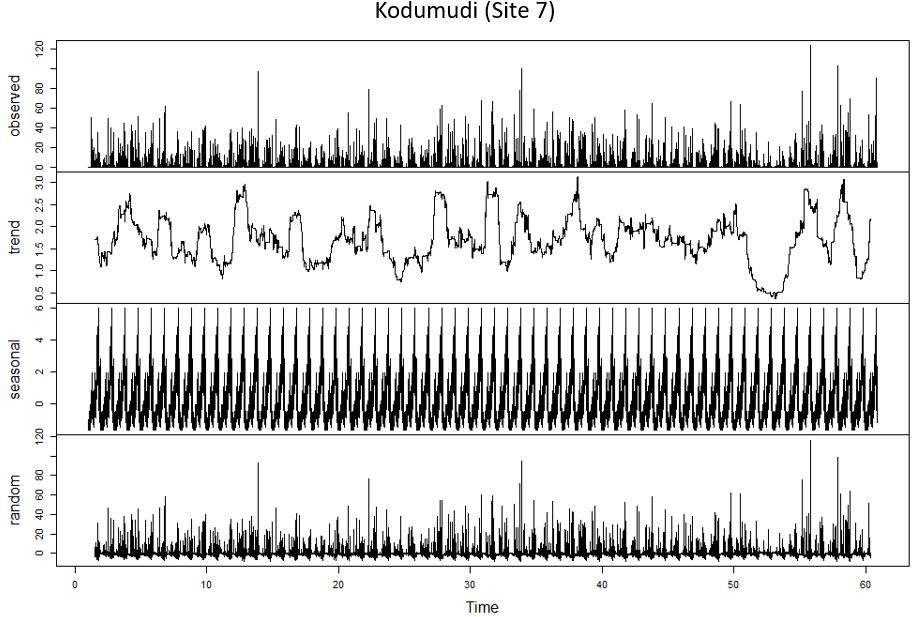 Kodumudi (Site 7)
observed
0 20 40 60 80 120
trend
0.5 1.0 1.5 2.0 2.5 3.0
seasonal
0 2 4 6
random
0 20 40 60 80 120
0 10 20 30 40 50 60
Time